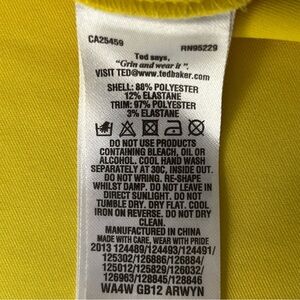 CA25459 RN95229
Ted says,
"Grin and wear it".
VISIT TED@www.tedbaker.com
SHELL: 88% POLYESTER
12% ELASTANE
TRIM: 97% POLYESTER
3% ELASTANE
DO NOT USE PRODUCTS
CONTAINING BLEACH, OIL OR
ALCOHOL. COOL HAND WASH
SEPARATELY AT 30C, INSIDE OUT.
DO NOT WRING. RE-SHAPE
WHILST DAMP. DO NOT LEAVE IN
DIRECT SUNLIGHT. DO NOT
TUMBLE DRY. DRY FLAT. COOL
IRON ON REVERSE. DO NOT DRY
CLEAN.
MANUFACTURED IN CHINA
MADE WITH CARE, WEAR WITH PRIDE
2013 124489/124493/124491/
125302/126886/126884/
125012/125829/126032/
126963/128845/128846
WA4W GB12 ARWYN